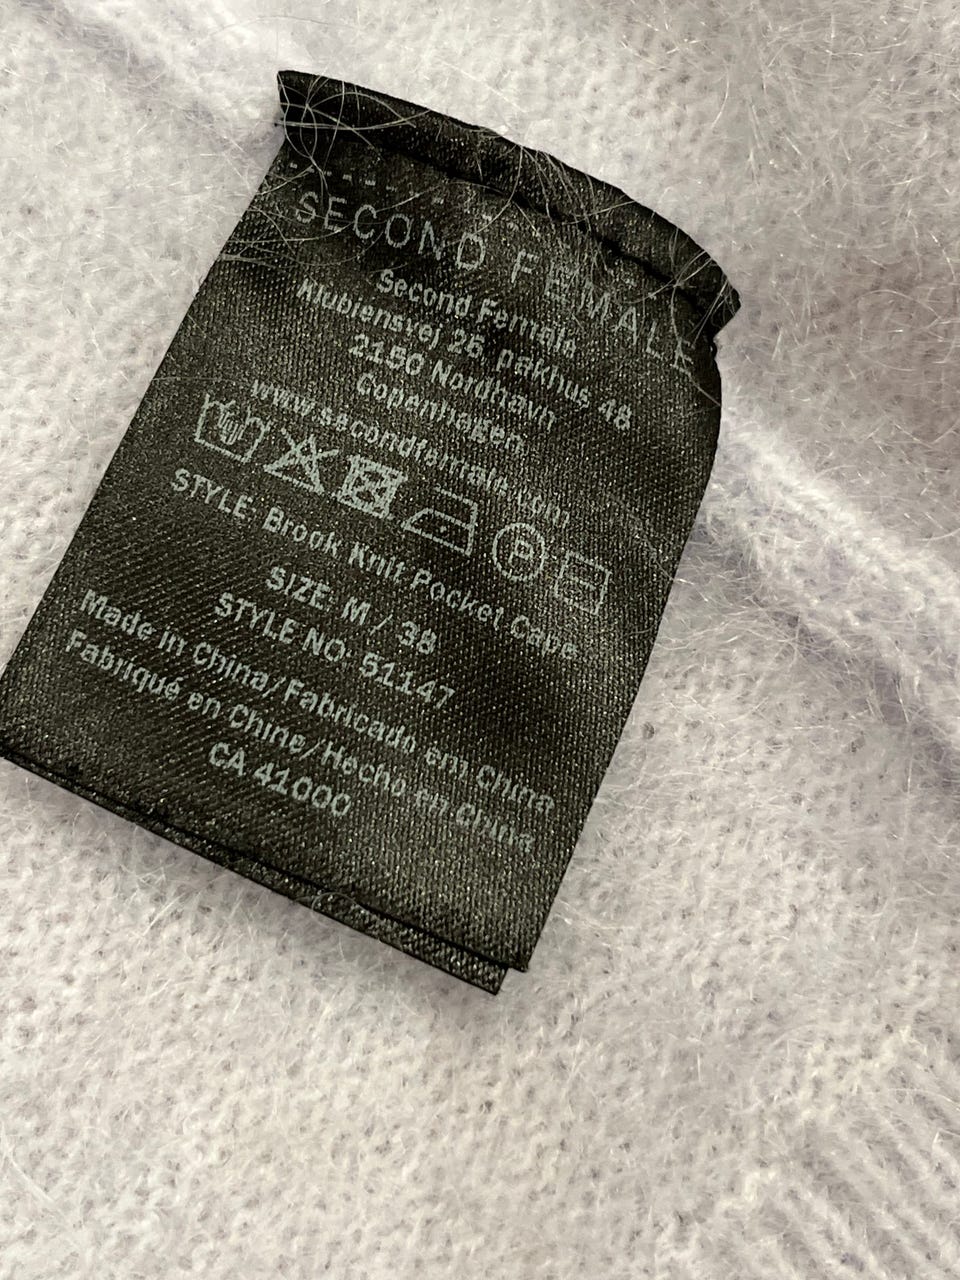 SECOND FEMALE
Second Female
Klubiensvej 26, pakhus 48
2150 Nordhavn
Copenhagen
www.secondfemale.com
P
STYLE: Brook Knit Pocket Cape
SIZE: M / 38
STYLE NO: 51147
Made in China/Fabricado em China
Fabriqué en Chine/Hecho en China
CA 41000